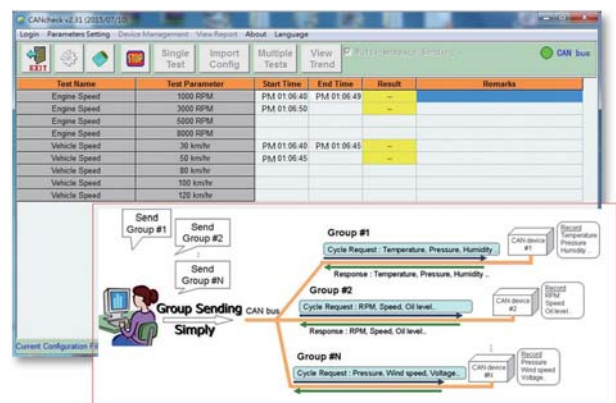 CANcheck v2.31 (2015/07/10)
Login Parameters Setting Device Management View Report About Language
EXIT STOP Single Test Import Config Multiple Tests View Trend CAN bus
Test Name Test Parameter Start Time End Time Result Remarks
Engine Speed 1000 RPM PM 01:06:40 PM 01:06:49 --
Engine Speed 3000 RPM PM 01:06:50 --
Engine Speed 5000 RPM
Engine Speed 8000 RPM
Vehicle Speed 30 km/hr PM 01:06:40 PM 01:06:45 --
Vehicle Speed 50 km/hr PM 01:06:45 --
Vehicle Speed 80 km/hr
Vehicle Speed 100 km/hr
Vehicle Speed 120 km/hr
Send
Group #1
Send
Group #2
:
Send
Group #N
Group Sending
Simply
CAN bus
Group #1
Cycle Request : Temperature, Pressure, Humidity
Response : Temperature, Pressure, Humidity ..
CAN device
#1
Record
Temperature
Pressure
Humidity ..
Group #2
Cycle Request : RPM, Speed, Oil level..
Response : RPM, Speed, Oil level..
CAN device
#2
Record
RPM
Speed
Oil level..
:
Group #N
Cycle Request : Pressure, Wind speed, Voltage..
CAN device
#N
Record
Pressure
Wind speed
Voltage..
Current Configuration